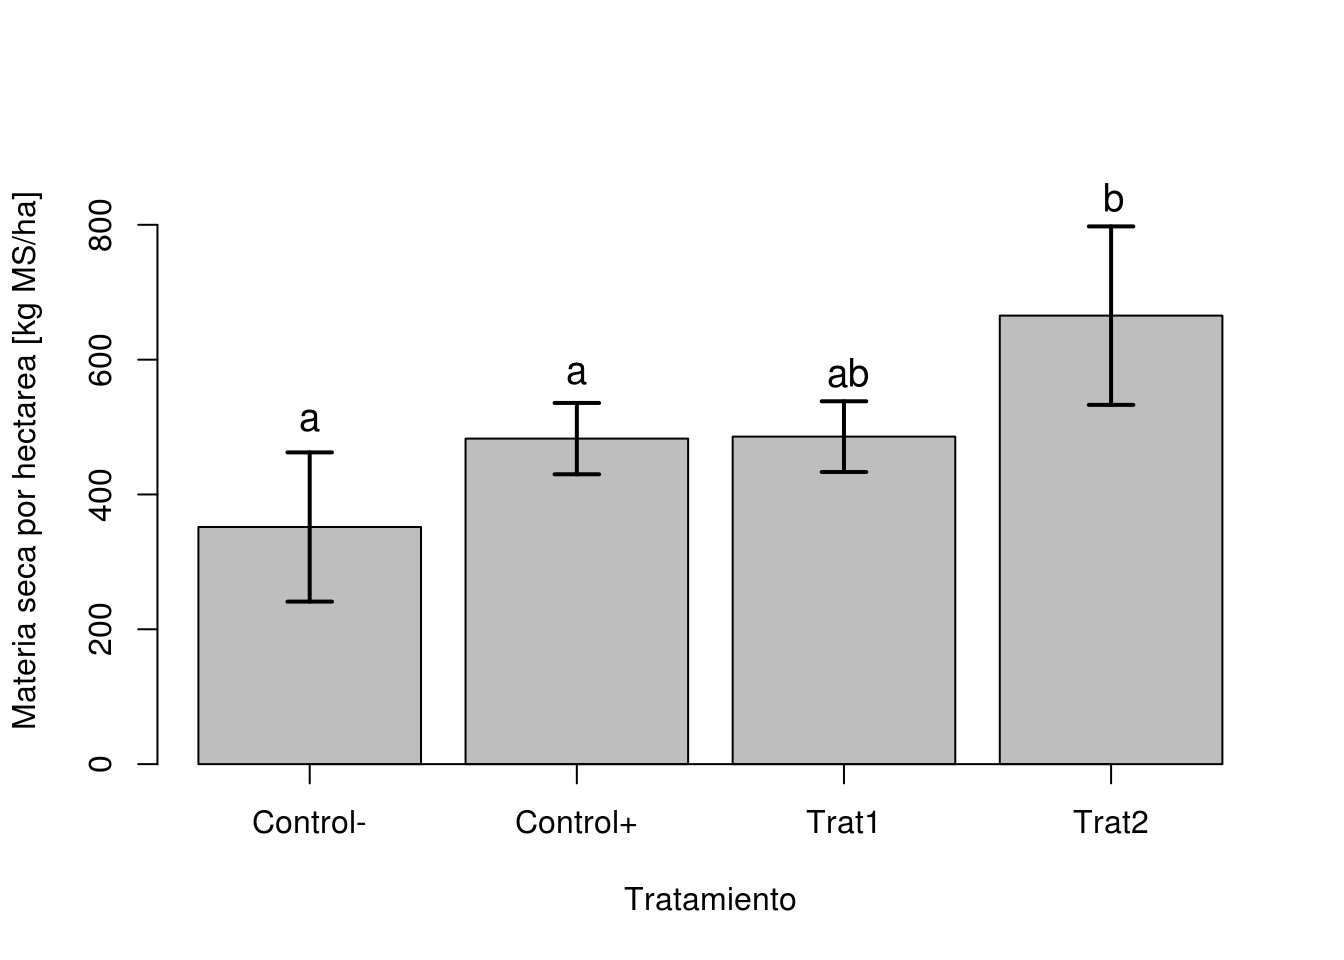 Materia seca por hectarea [kg MS/ha]
800
600
400
200
0
a
a
ab
b
Control-
Control+
Trat1
Trat2
Tratamiento